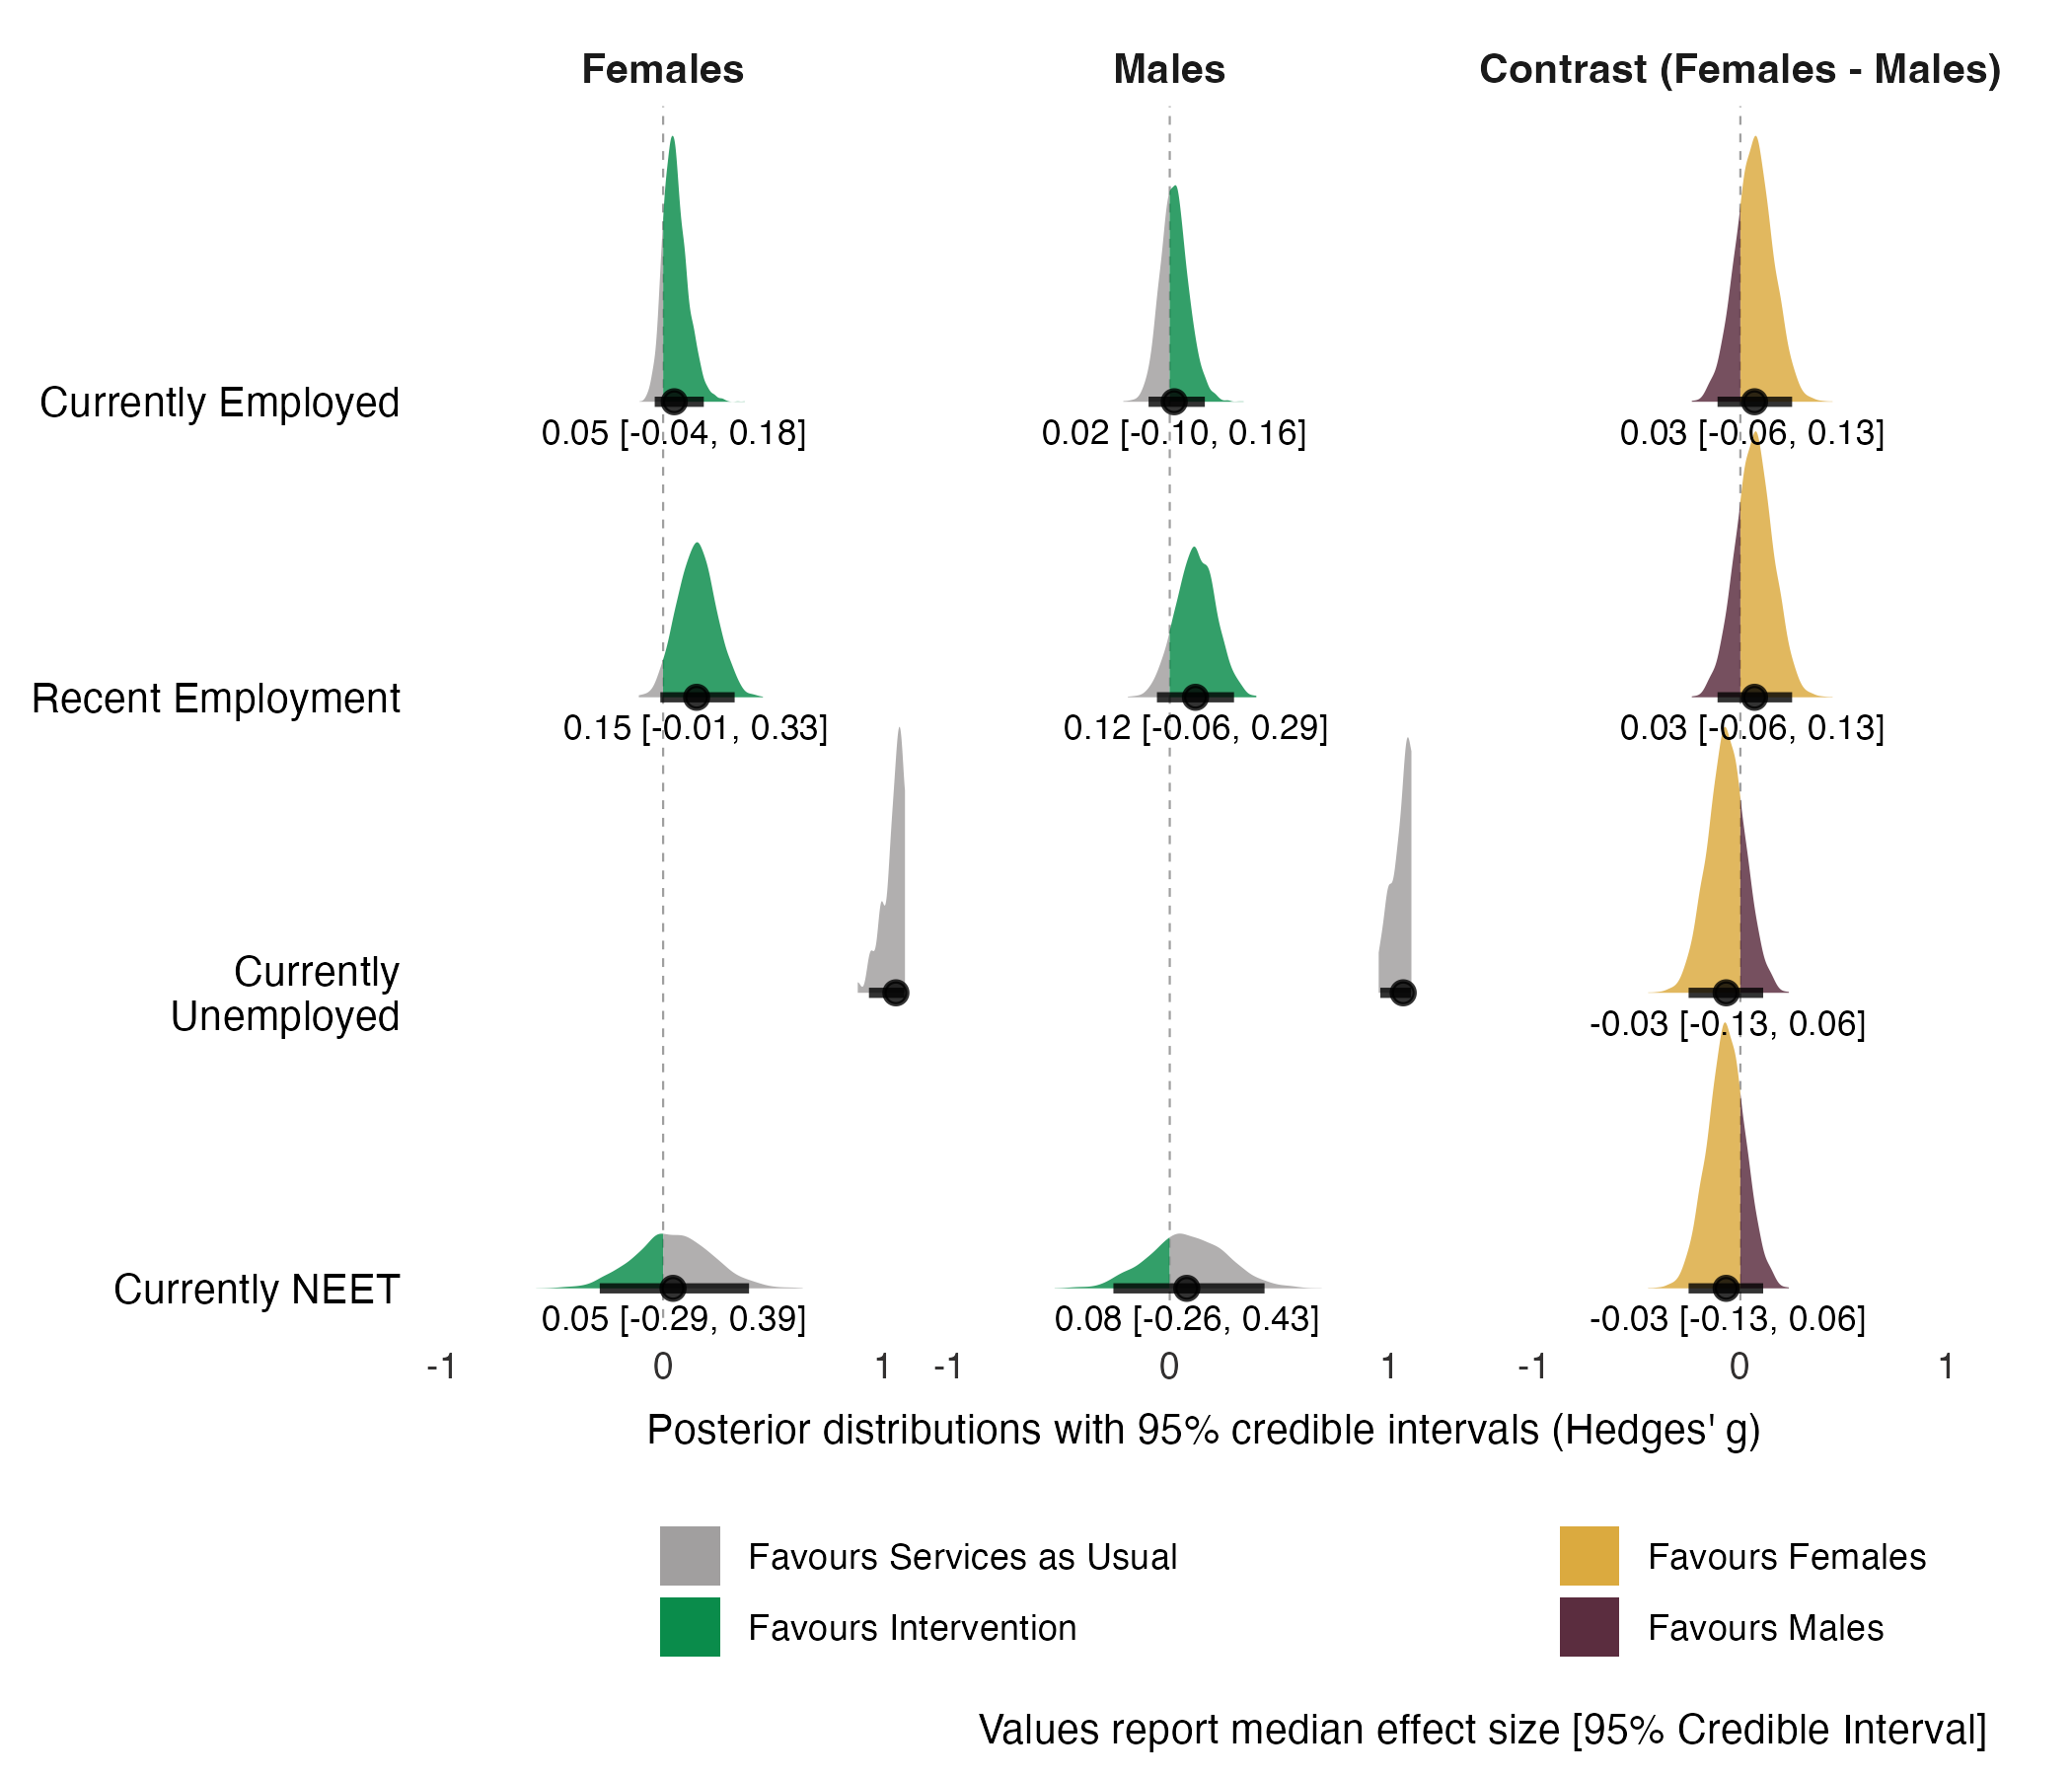 Females Males Contrast (Females - Males)
Currently Employed
0.05 [-0.04, 0.18] 0.02 [-0.10, 0.16] 0.03 [-0.06, 0.13]
Recent Employment
0.15 [-0.01, 0.33] 0.12 [-0.06, 0.29] 0.03 [-0.06, 0.13]
Currently
Unemployed
-0.03 [-0.13, 0.06]
Currently NEET
0.05 [-0.29, 0.39] 0.08 [-0.26, 0.43] -0.03 [-0.13, 0.06]
-1 0 1 -1 0 1 -1 0 1
Posterior distributions with 95% credible intervals (Hedges' g)
Favours Services as Usual
Favours Intervention
Favours Females
Favours Males
Values report median effect size [95% Credible Interval]